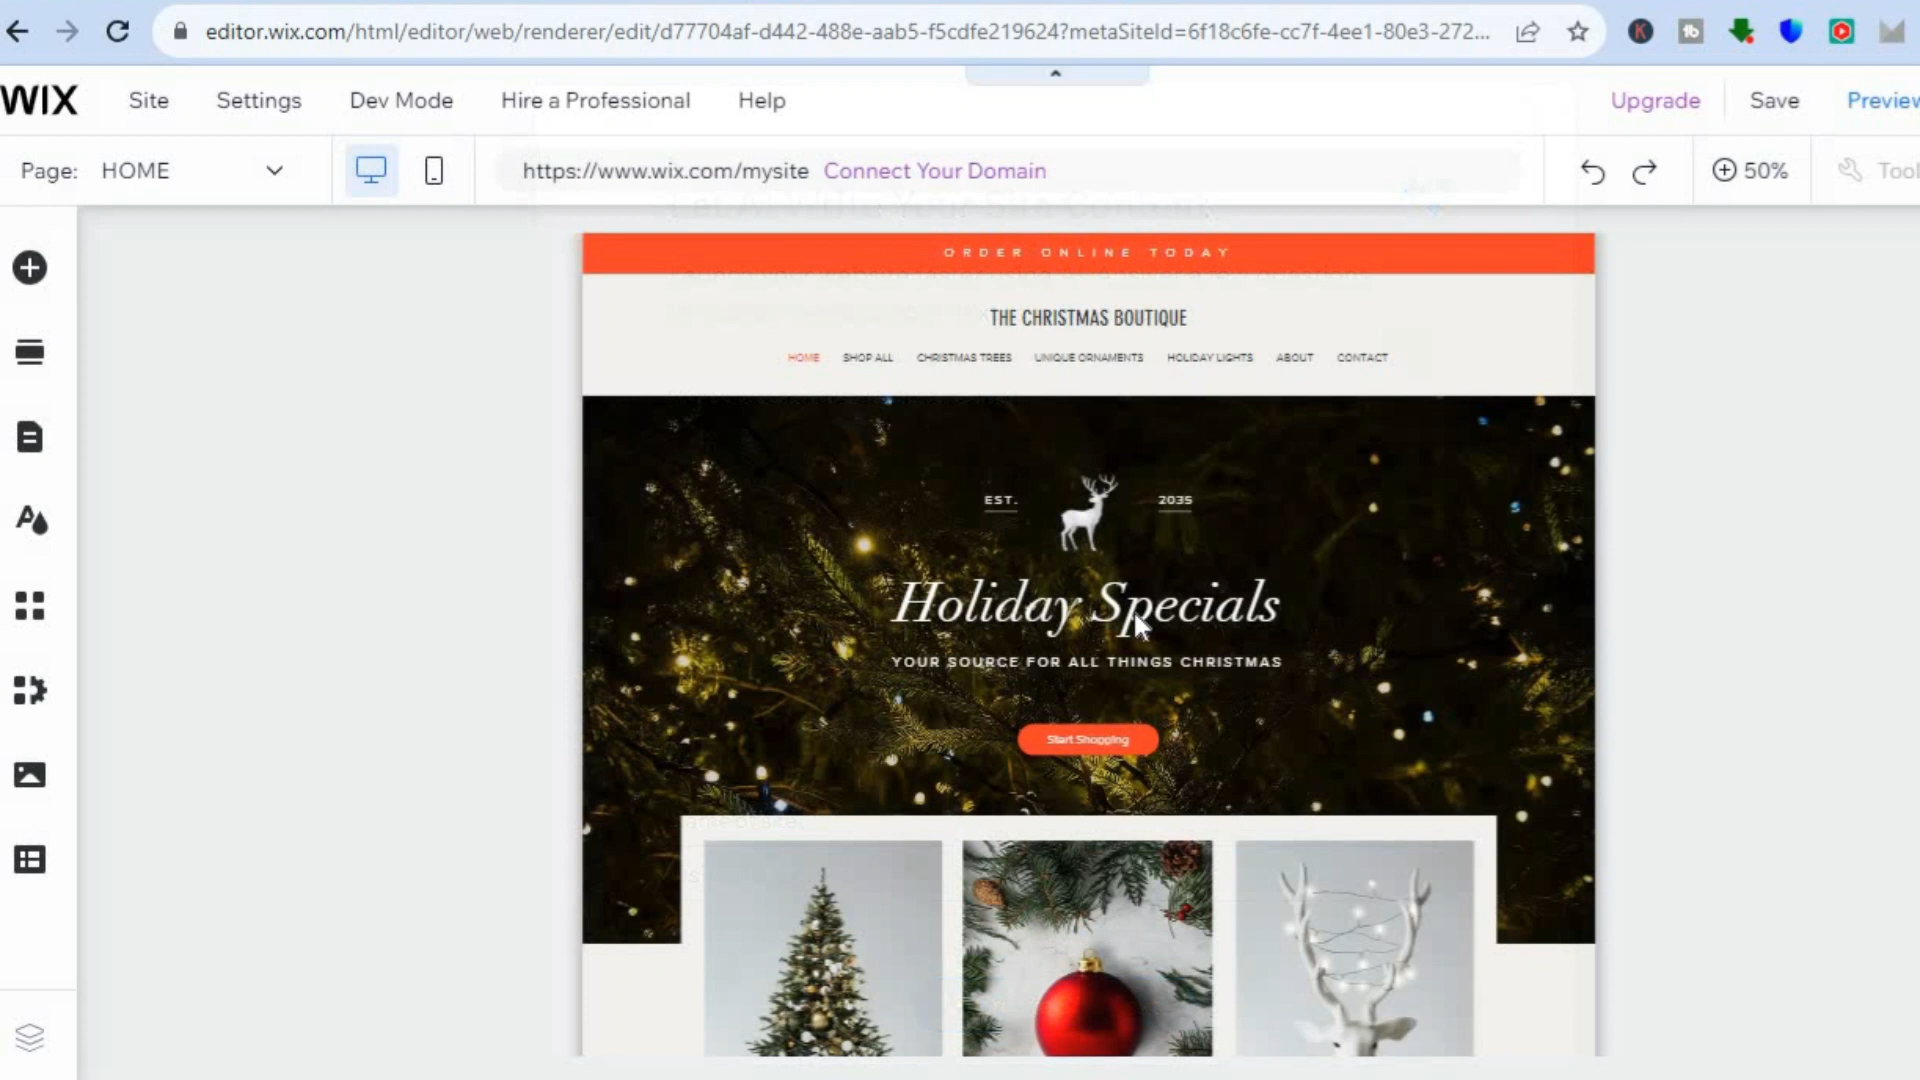 editor.wix.com/html/editor/web/renderer/edit/d77704af-d442-488e-aab5-f5cdfe219624?metaSiteId=6f18c6fe-cc7f-4ee1-80e3-272...
WIX Site Settings Dev Mode Hire a Professional Help Upgrade Save Preview
Page: HOME https://www.wix.com/mysite Connect Your Domain 50% Tool
ORDER ONLINE TODAY
THE CHRISTMAS BOUTIQUE
HOME SHOP ALL CHRISTMAS TREES UNIQUE ORNAMENTS HOLIDAY LIGHTS ABOUT CONTACT
EST. 2035
Holiday Specials
YOUR SOURCE FOR ALL THINGS CHRISTMAS
Start Shopping